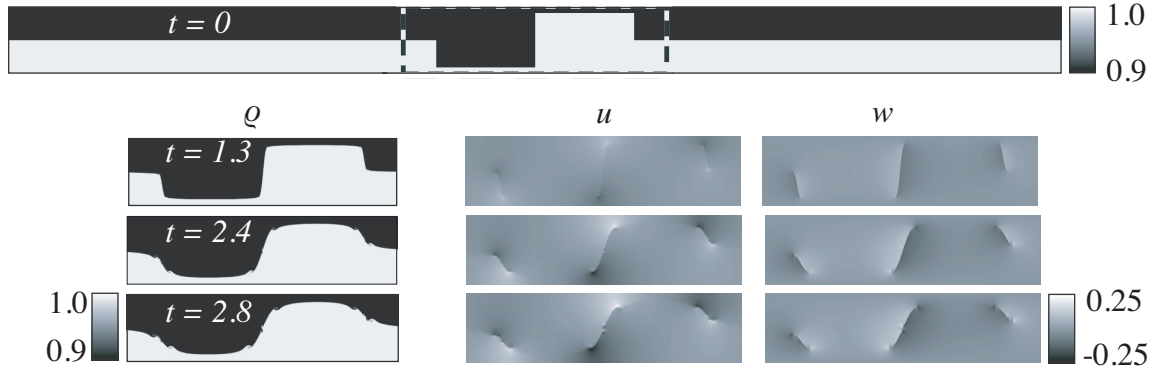 t = 0
1.0
0.9
ϱ
u
w
t = 1.3
t = 2.4
t = 2.8
1.0
0.9
0.25
-0.25